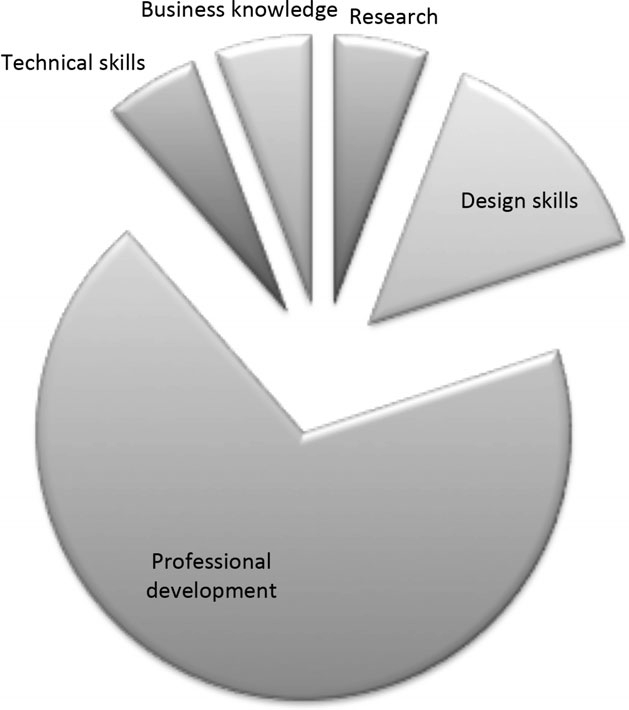 Business knowledge
Research
Technical skills
Design skills
Professional
development